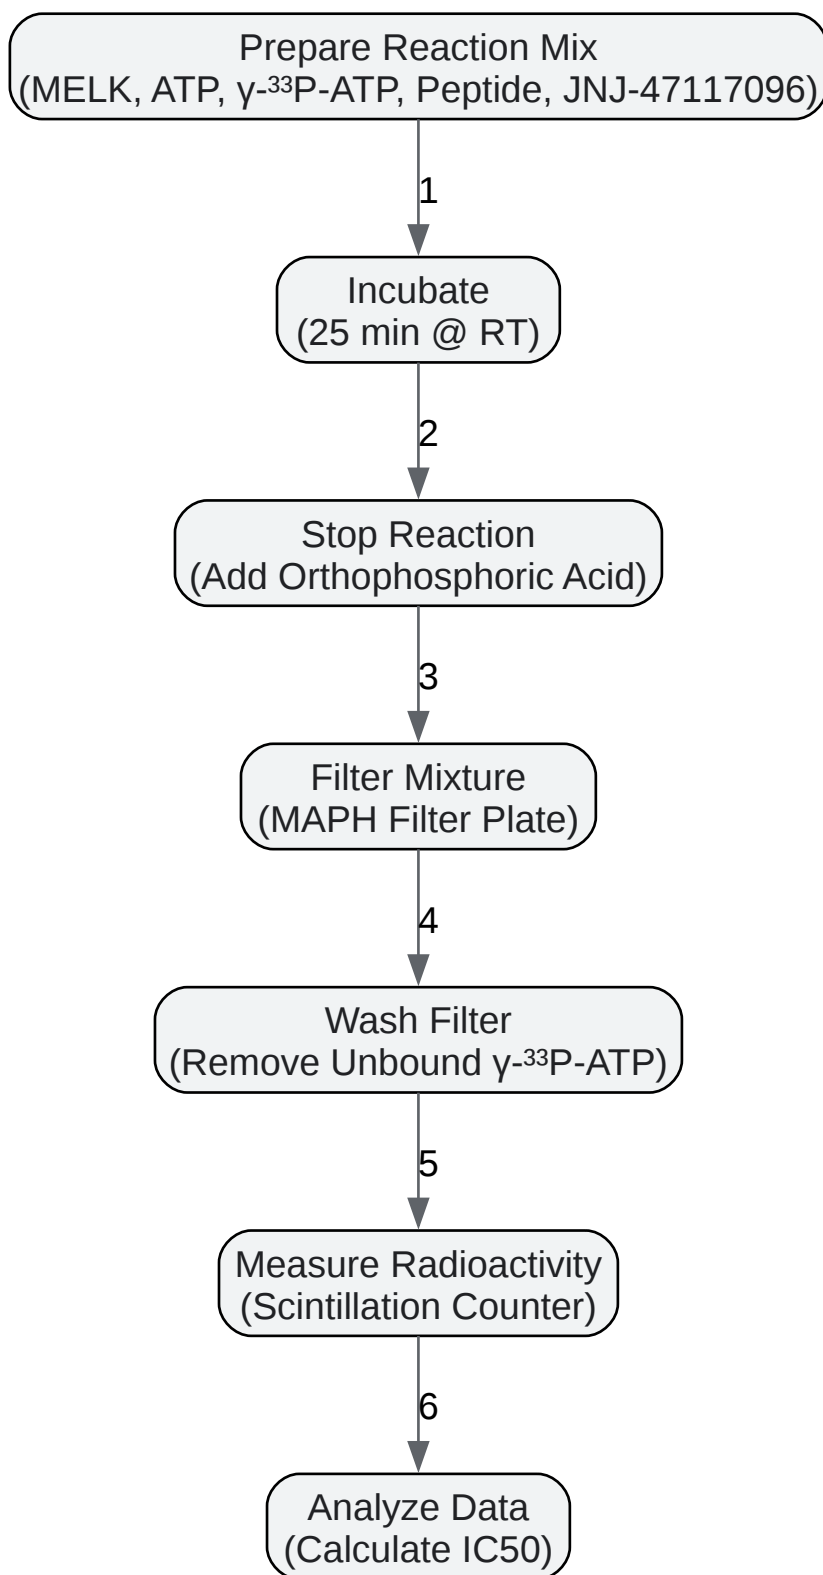 Prepare Reaction Mix
(MELK, ATP, γ-³³P-ATP, Peptide, JNJ-47117096)
1
Incubate
(25 min @ RT)
2
Stop Reaction
(Add Orthophosphoric Acid)
3
Filter Mixture
(MAPH Filter Plate)
4
Wash Filter
(Remove Unbound γ-³³P-ATP)
5
Measure Radioactivity
(Scintillation Counter)
6
Analyze Data
(Calculate IC50)